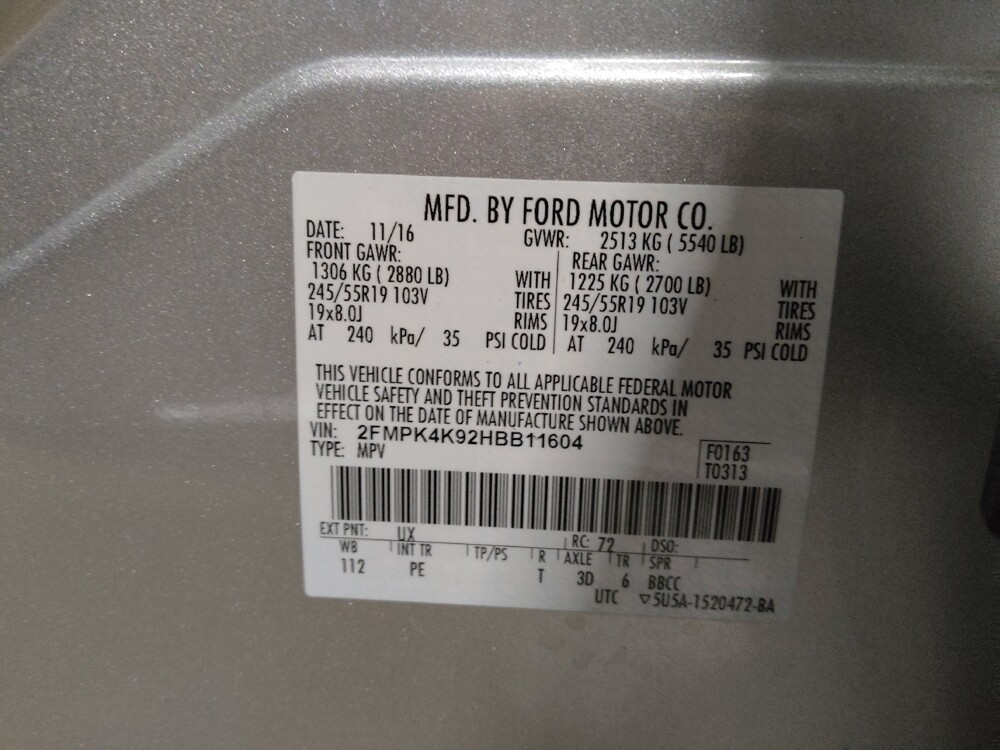 MFD. BY FORD MOTOR CO.
DATE: 11/16 GVWR: 2513 KG ( 5540 LB)
FRONT GAWR: REAR GAWR:
1306 KG ( 2880 LB) WITH 1225 KG ( 2700 LB) WITH
245/55R19 103V TIRES 245/55R19 103V TIRES
19x8.0J RIMS 19x8.0J RIMS
AT 240 kPa/ 35 PSI COLD AT 240 kPa/ 35 PSI COLD
THIS VEHICLE CONFORMS TO ALL APPLICABLE FEDERAL MOTOR
VEHICLE SAFETY AND THEFT PREVENTION STANDARDS IN
EFFECT ON THE DATE OF MANUFACTURE SHOWN ABOVE.
VIN: 2FMPK4K92HBB11604
TYPE: MPV
F0163
T0313
EXT PNT: UX RC: 72 DSO:
WB INT TR TP/PS R AXLE TR SPR
112 PE T 3D 6 BBCC
UTC ▽5U5A-1520472-BA